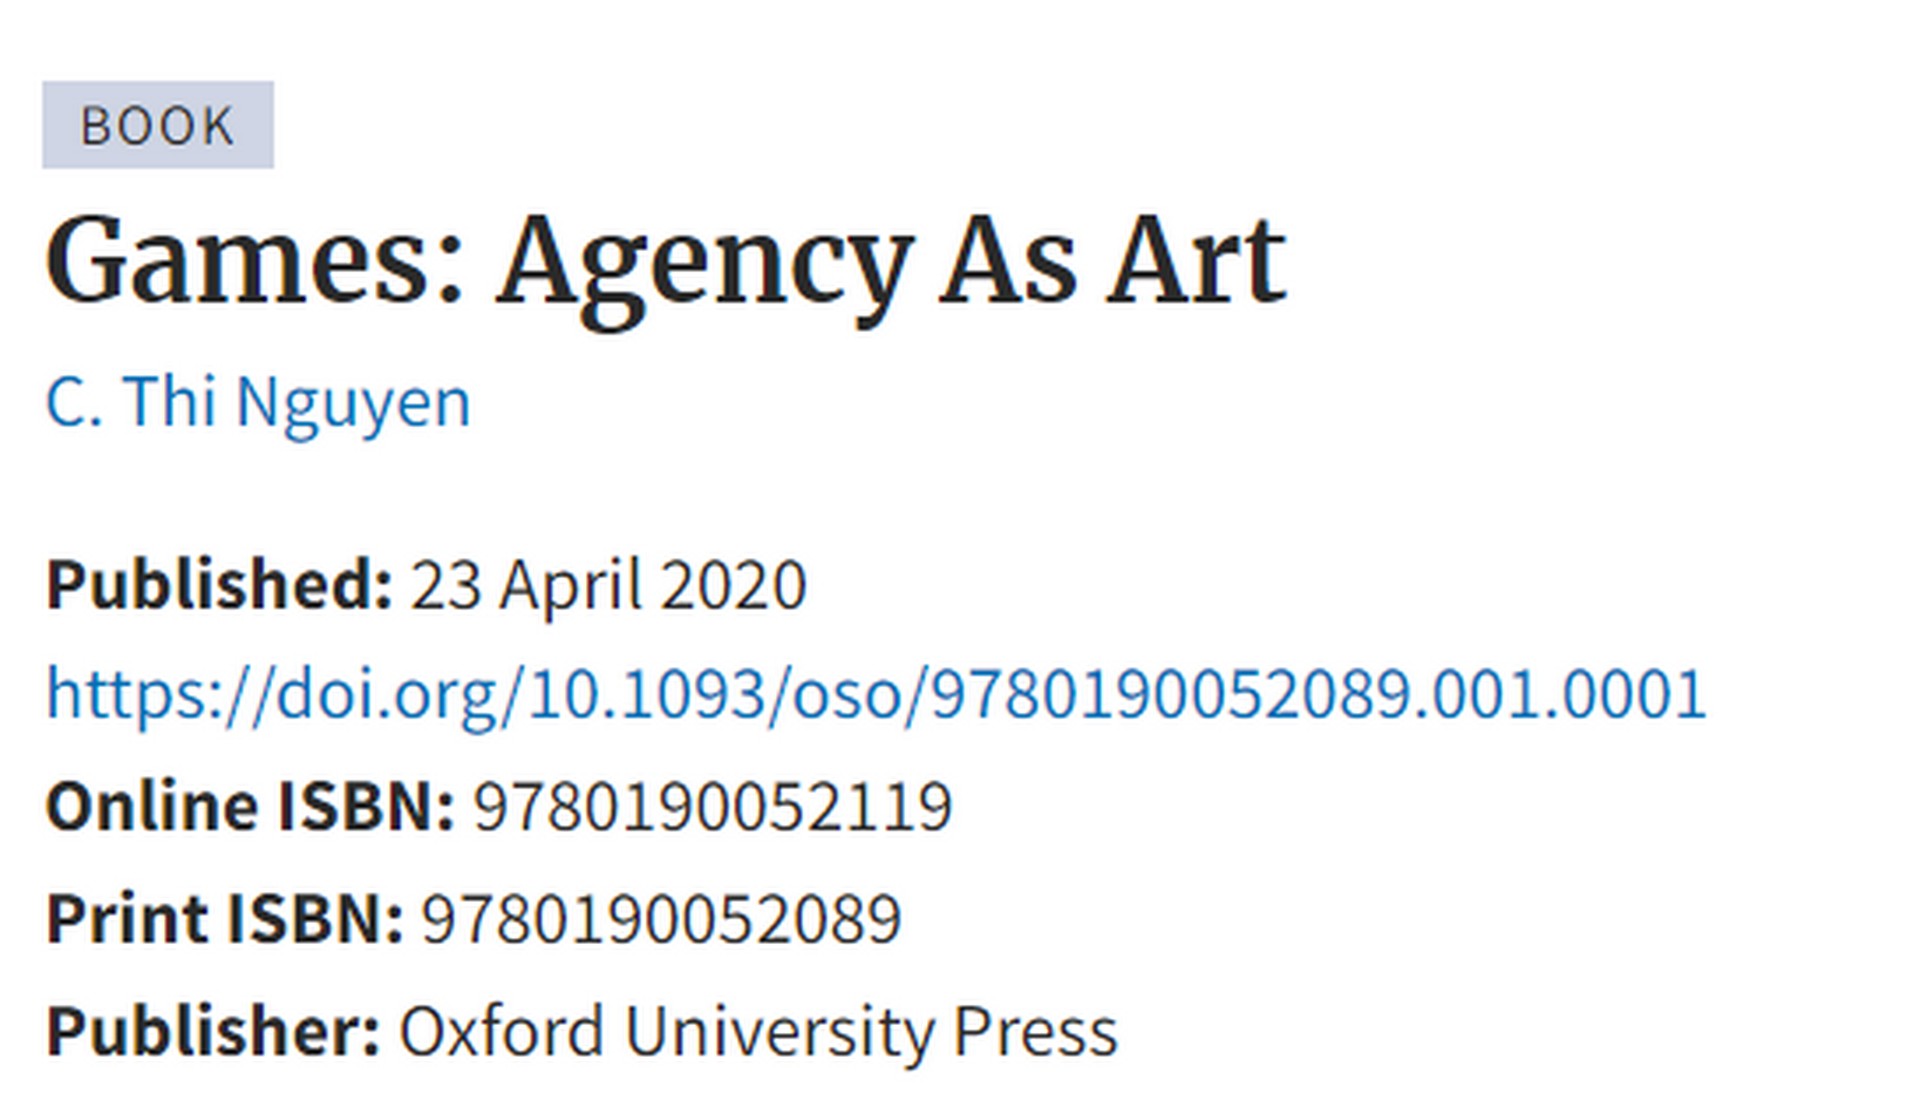 BOOK
Games: Agency As Art
C. Thi Nguyen
Published: 23 April 2020
https://doi.org/10.1093/oso/9780190052089.001.0001
Online ISBN: 9780190052119
Print ISBN: 9780190052089
Publisher: Oxford University Press